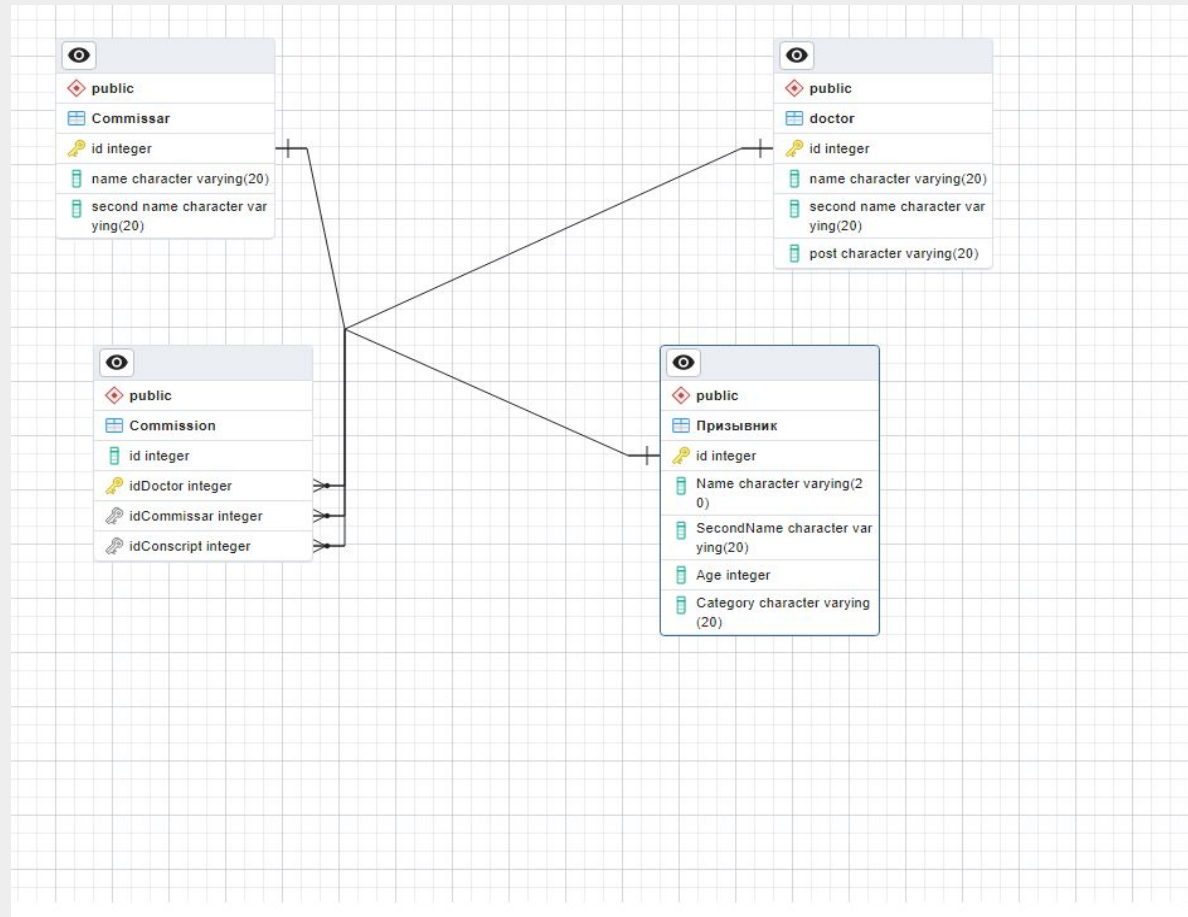 public
Commissar
id integer
name character varying(20)
second name character var
ying(20)
public
doctor
id integer
name character varying(20)
second name character var
ying(20)
post character varying(20)
public
Commission
id integer
idDoctor integer
idCommissar integer
idConscript integer
public
Призывник
id integer
Name character varying(2
0)
SecondName character var
ying(20)
Age integer
Category character varying
(20)